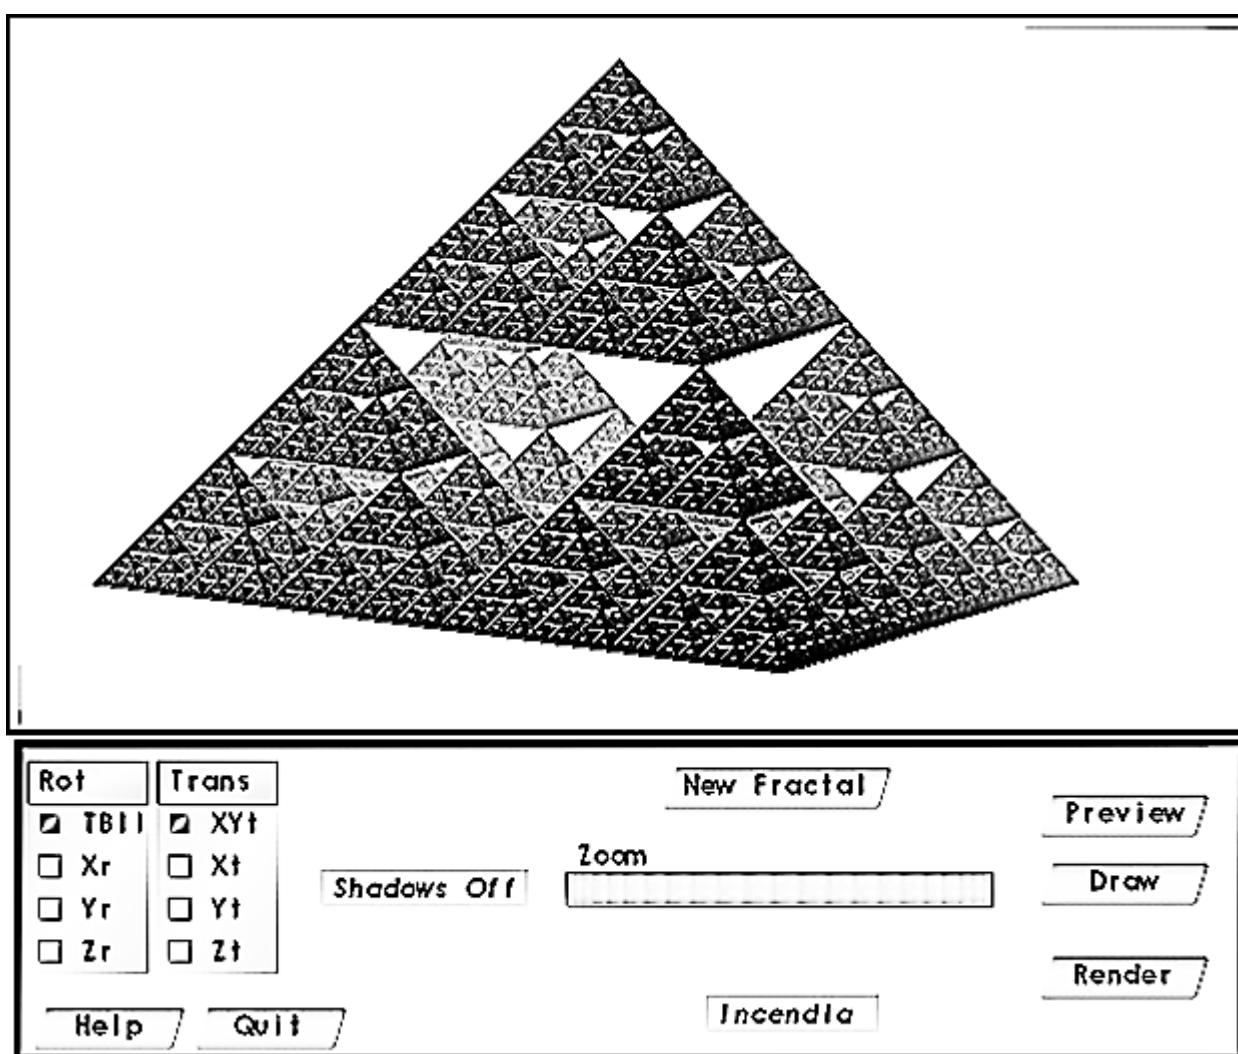 Rot
Trans
TBll
XYt
Xr
Xt
Yr
Yt
Zr
Zt
Help
Quit
Shadows Off
New Fractal
Zoom
Incendia
Preview
Draw
Render